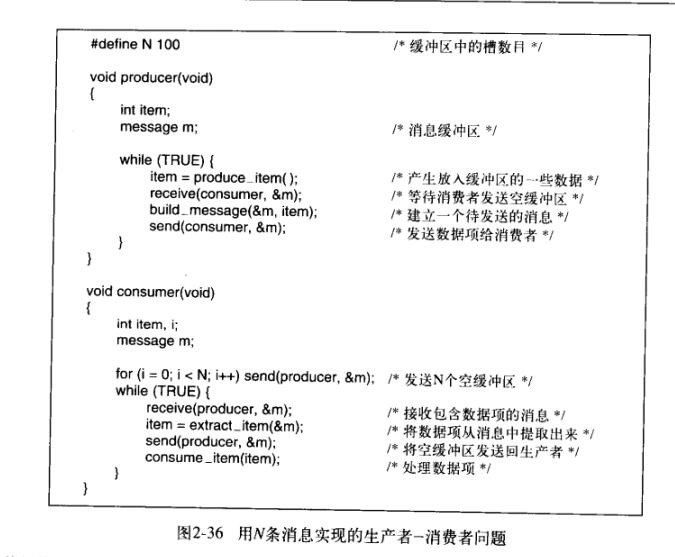 #define N 100 /* 缓冲区中的槽数目 */
void producer(void)
{
int item;
message m; /* 消息缓冲区 */
while (TRUE) {
item = produce_item( ); /* 产生放入缓冲区的一些数据 */
receive(consumer, &m); /* 等待消费者发送空缓冲区 */
build_message(&m, item); /* 建立一个待发送的消息 */
send(consumer, &m); /* 发送数据项给消费者 */
}
}
void consumer(void)
{
int item, i;
message m;
for (i = 0; i < N; i++) send(producer, &m); /* 发送N个空缓冲区 */
while (TRUE) {
receive(producer, &m); /* 接收包含数据项的消息 */
item = extract_item(&m); /* 将数据项从消息中提取出来 */
send(producer, &m); /* 将空缓冲区发送回生产者 */
consume_item(item); /* 处理数据项 */
}
}
图2-36 用N条消息实现的生产者-消费者问题